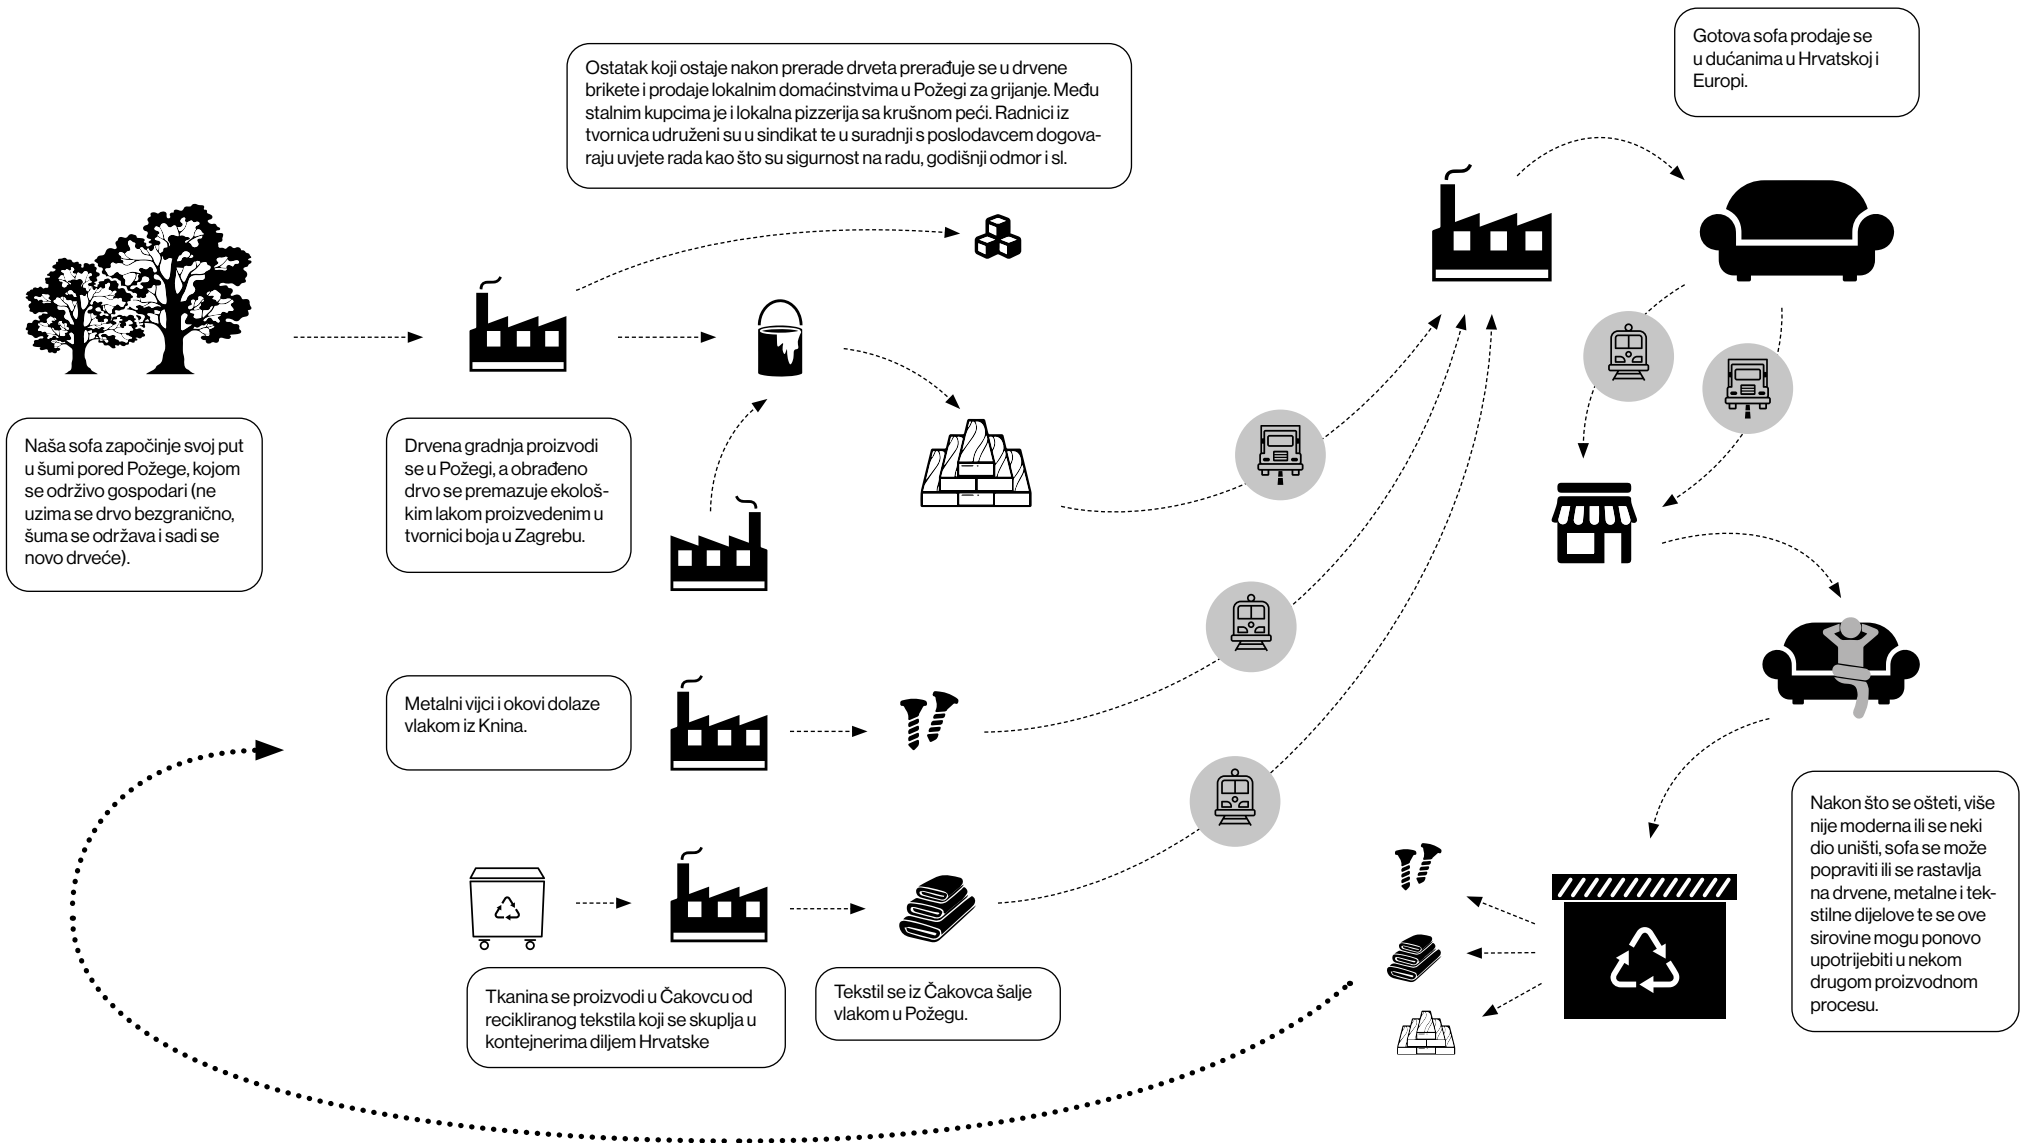 Gotova sofa prodaje se
u dućanima u Hrvatskoj i
Europi.
Ostatak koji ostaje nakon prerade drveta prerađuje se u drvene
brikete i prodaje lokalnim domaćinstvima u Požegi za grijanje. Među
stalnim kupcima je i lokalna pizzerija sa krušnom peći. Radnici iz
tvornica udruženi su u sindikat te u suradnji s poslodavcem dogova-
raju uvjete rada kao što su sigurnost na radu, godišnji odmor i sl.
Naša sofa započinje svoj put
u šumi pored Požege, kojom
se održivo gospodari (ne
uzima se drvo bezgranično,
šuma se održava i sadi se
novo drveće).
Drvena gradnja proizvodi
se u Požegi, a obrađeno
drvo se premazuje ekološ-
kim lakom proizvedenim u
tvornici boja u Zagrebu.
Metalni vijci i okovi dolaze
vlakom iz Knina.
Tkanina se proizvodi u Čakovcu od
recikliranog tekstila koji se skuplja u
kontejnerima diljem Hrvatske
Tekstil se iz Čakovca šalje
vlakom u Požegu.
Nakon što se ošteti, više
nije moderna ili se neki
dio uništi, sofa se može
popraviti ili se rastavlja
na drvene, metalne i tek-
stilne dijelove te se ove
sirovine mogu ponovo
upotrijebiti u nekom
drugom proizvodnom
procesu.